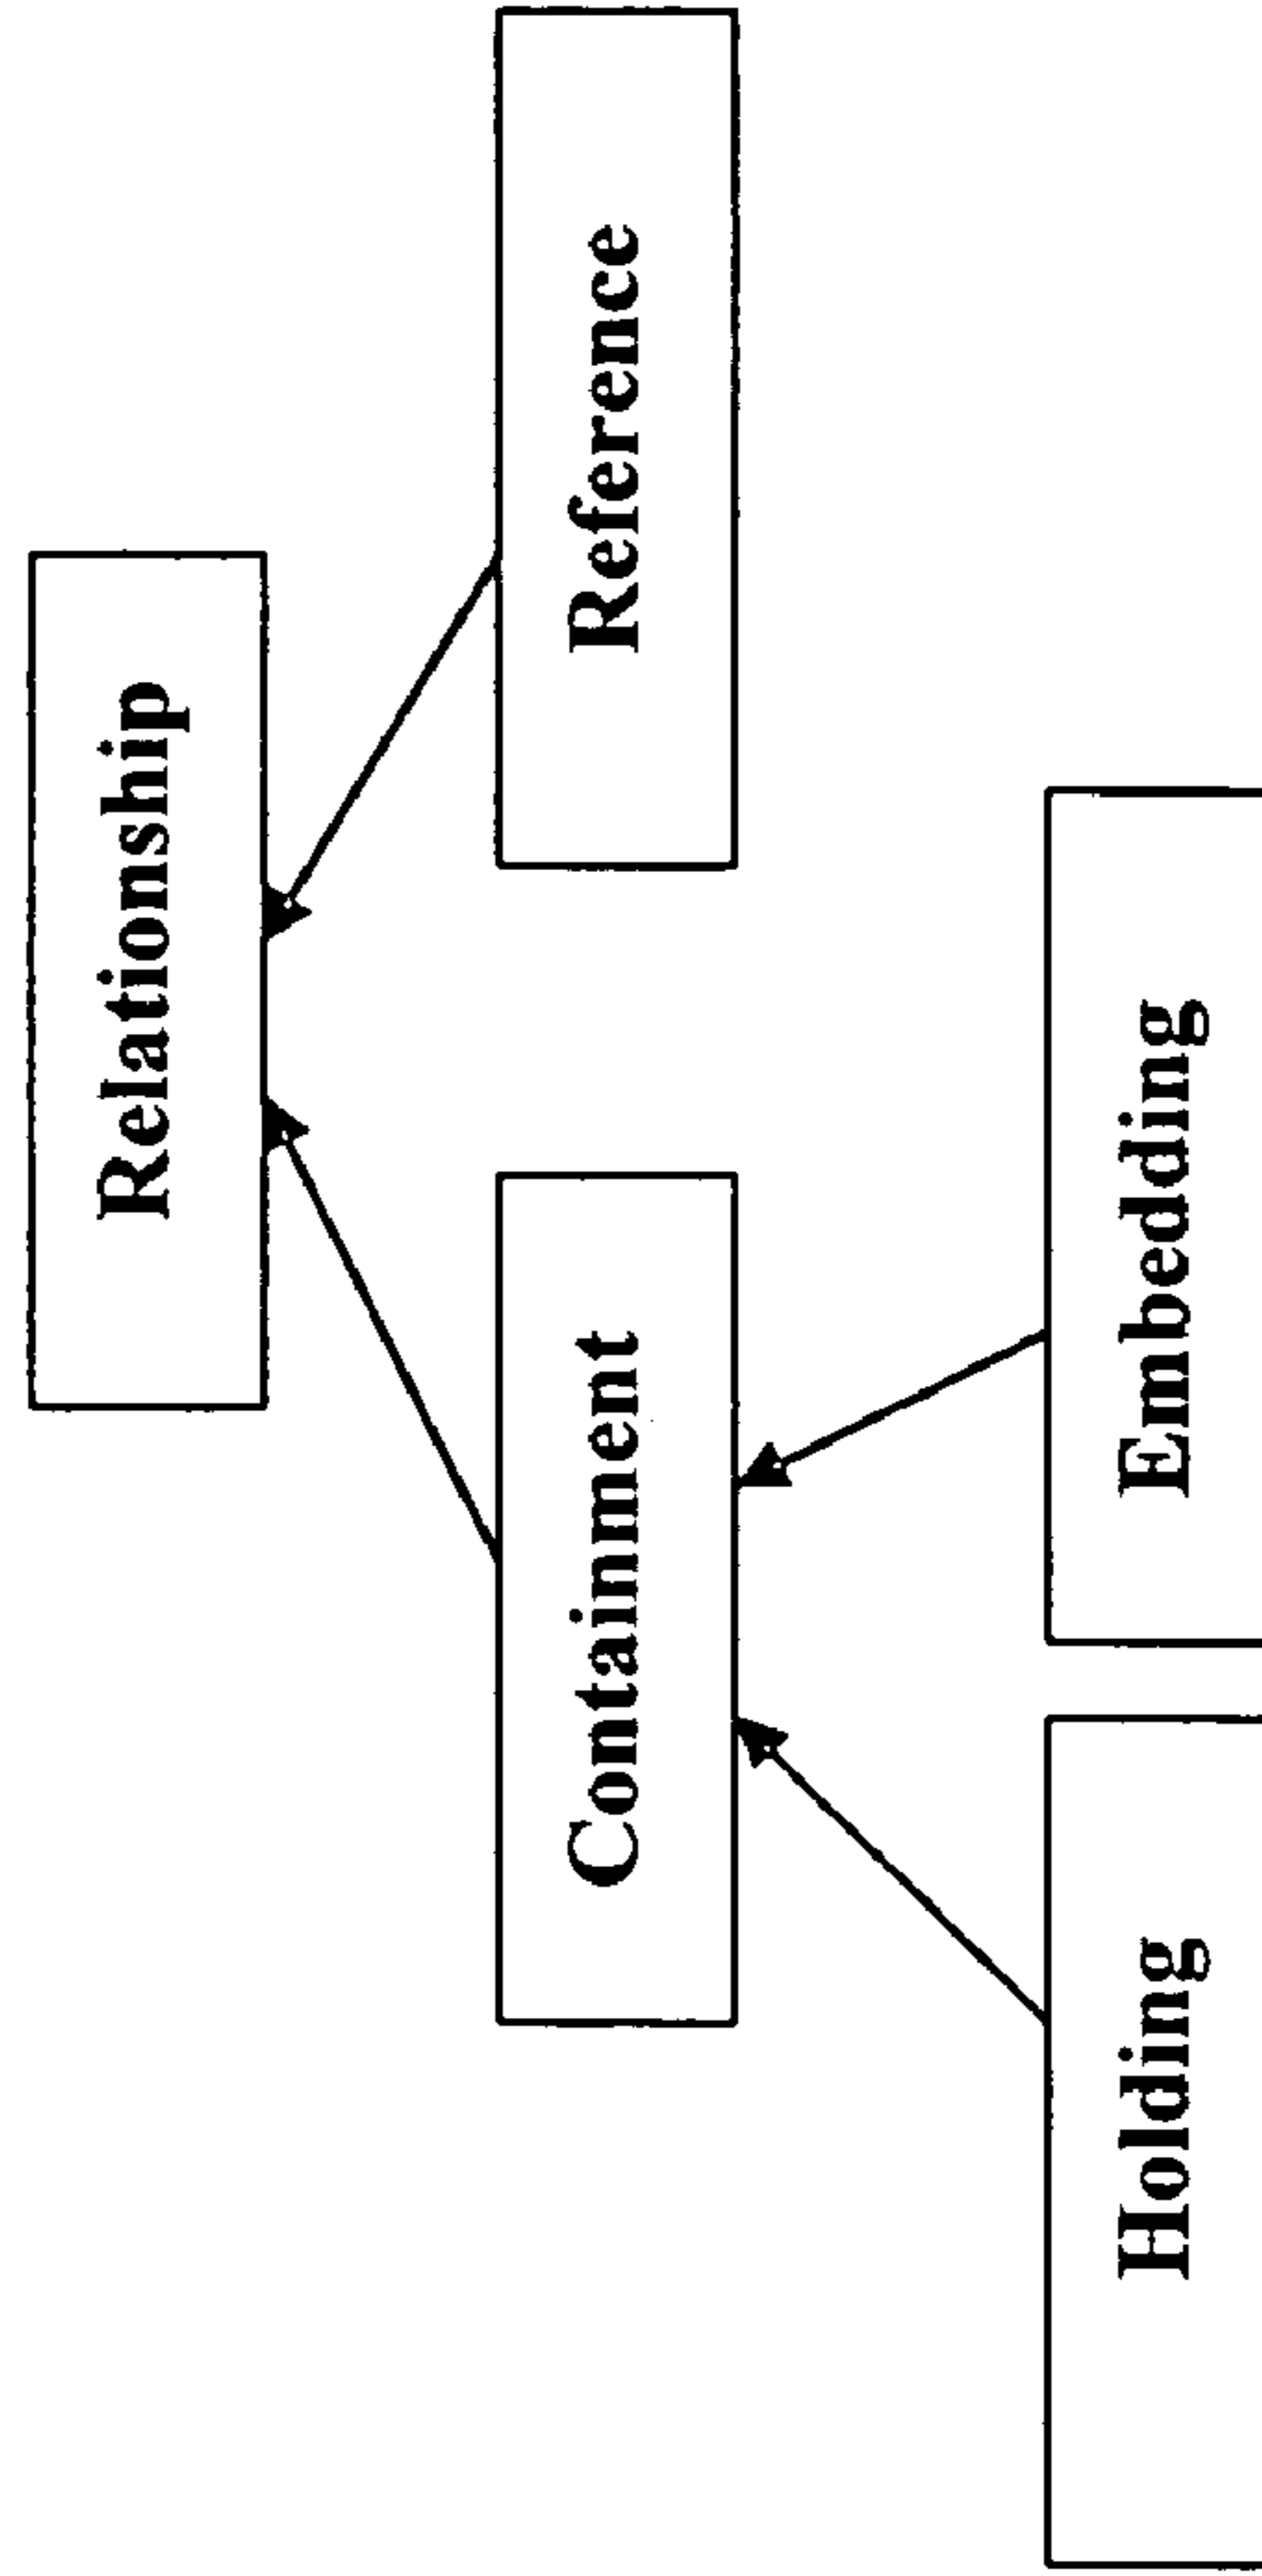 Relationship
Containment
Reference
Holding
Embedding